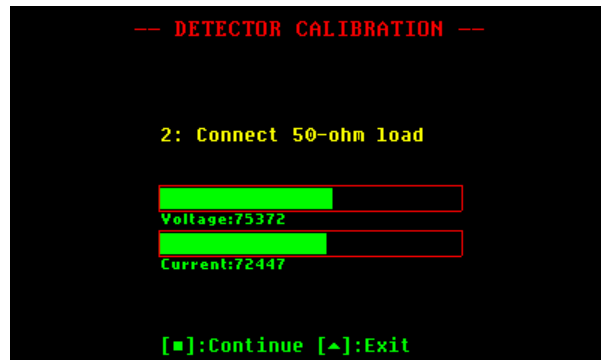 —— DETECTOR CALIBRATION ——
2: Connect 50-ohm load
Voltage:75372
Current:72447
[■]:Continue [▲]:Exit